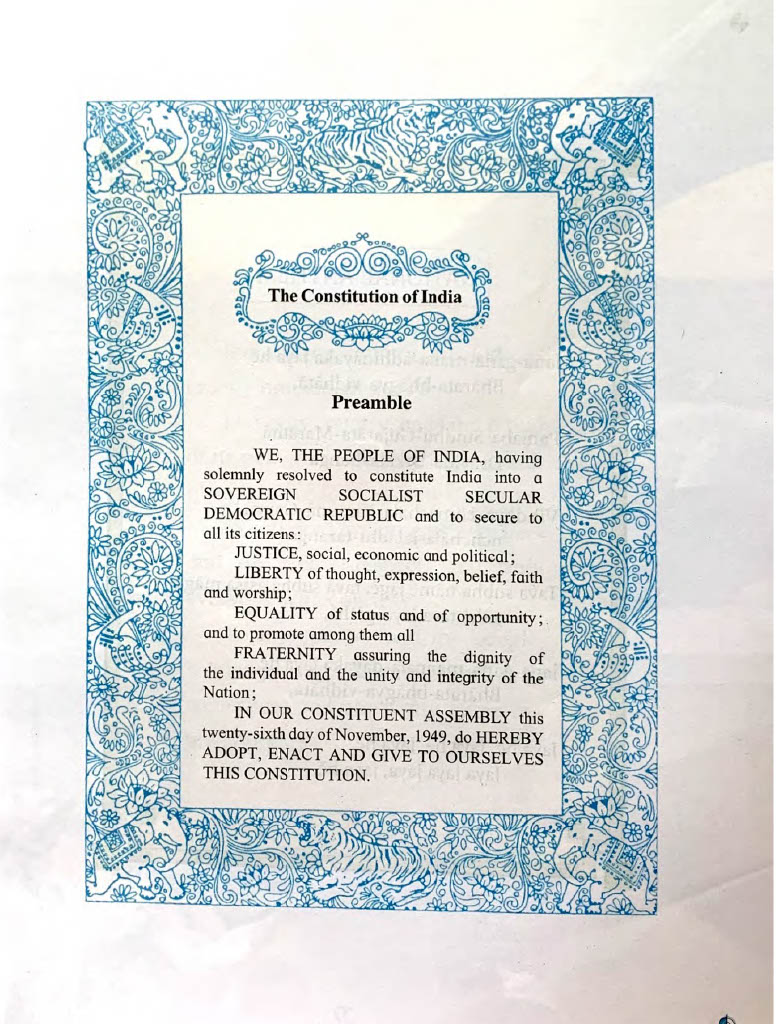 The Constitution of India
Preamble
WE, THE PEOPLE OF INDIA, having
solemnly resolved to constitute India into a
SOVEREIGN SOCIALIST SECULAR
DEMOCRATIC REPUBLIC and to secure to
all its citizens :
JUSTICE, social, economic and political ;
LIBERTY of thought, expression, belief, faith
and worship;
EQUALITY of status and of opportunity ;
and to promote among them all
FRATERNITY assuring the dignity of
the individual and the unity and integrity of the
Nation ;
IN OUR CONSTITUENT ASSEMBLY this
twenty-sixth day of November, 1949, do HEREBY
ADOPT, ENACT AND GIVE TO OURSELVES
THIS CONSTITUTION.